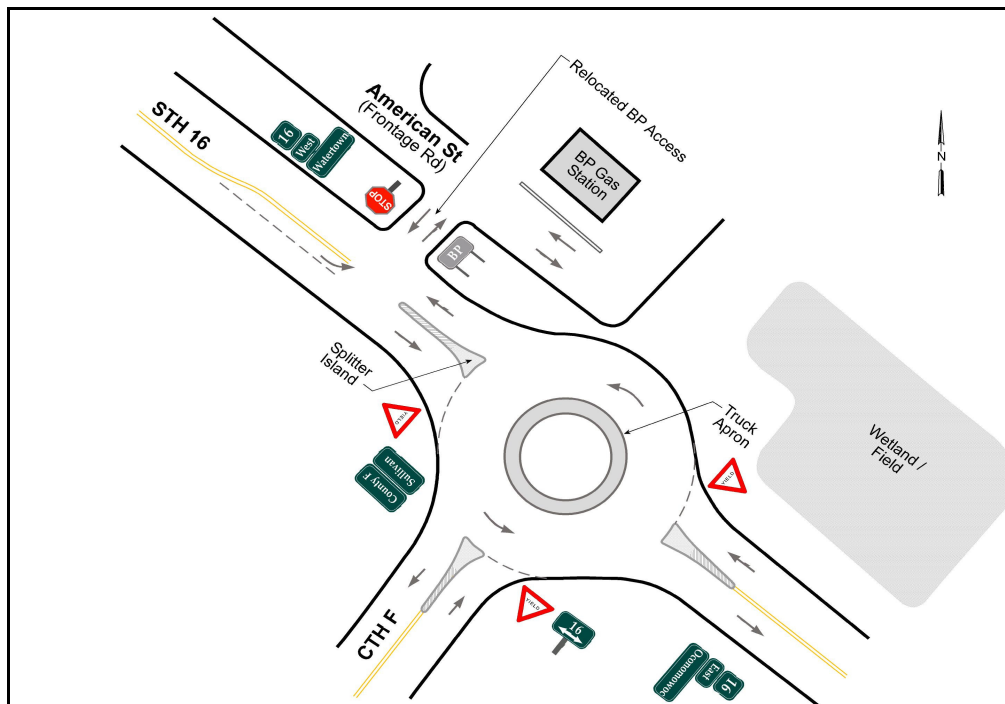 STH 16
16
West
Watertown
American St
(Frontage Rd)
STOP
Relocated BP Access
BP Gas
Station
N
BP
Splitter
Island
YIELD
Truck
Apron
Wetland /
Field
YIELD
Sullivan
County F
CTH F
YIELD
16
Oconomowoc
East
16